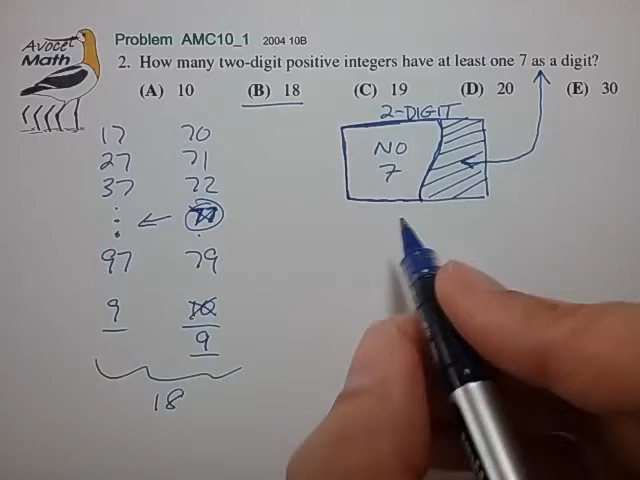 Avocet
Math
Problem AMC10_1 2004 10B
2. How many two-digit positive integers have at least one 7 as a digit?
(A) 10 (B) 18 (C) 19 (D) 20 (E) 30
2-DIGIT
NO
7
17 70
27 71
37 72
77
97 79
9 10
9
18